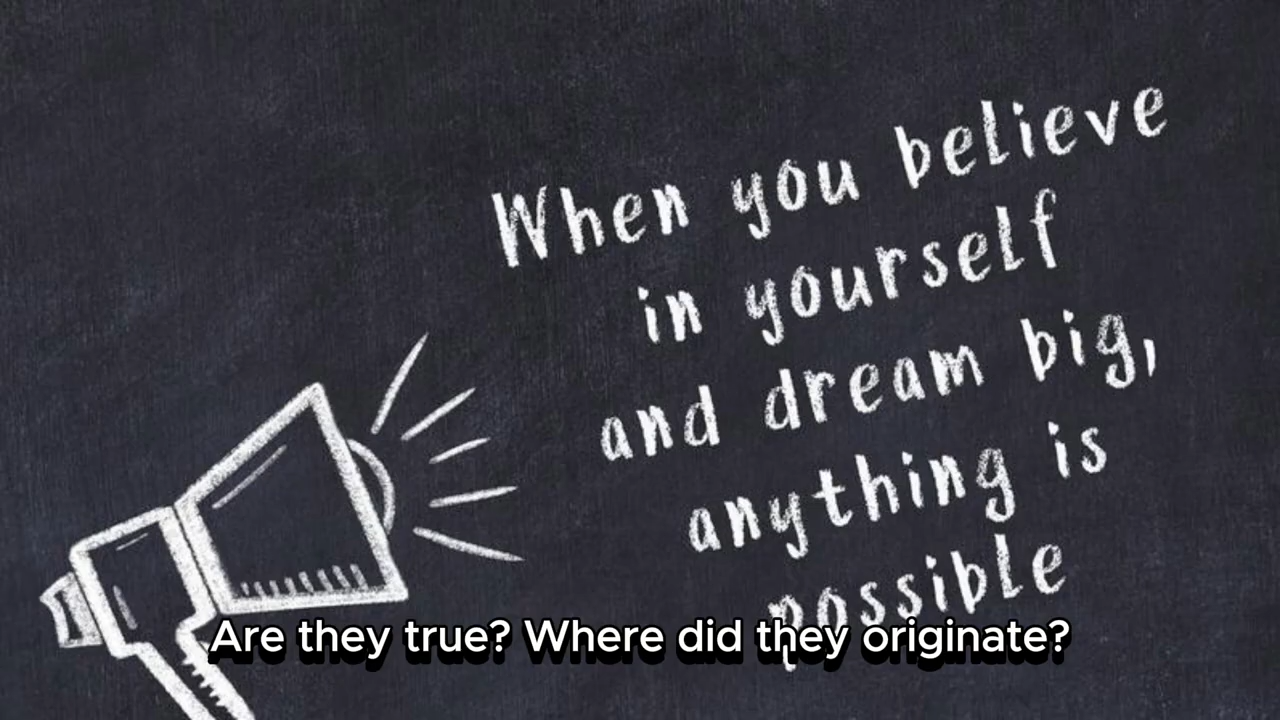 When you believe
in yourself
and dream big,
anything is
possible
Are they true? Where did they originate?